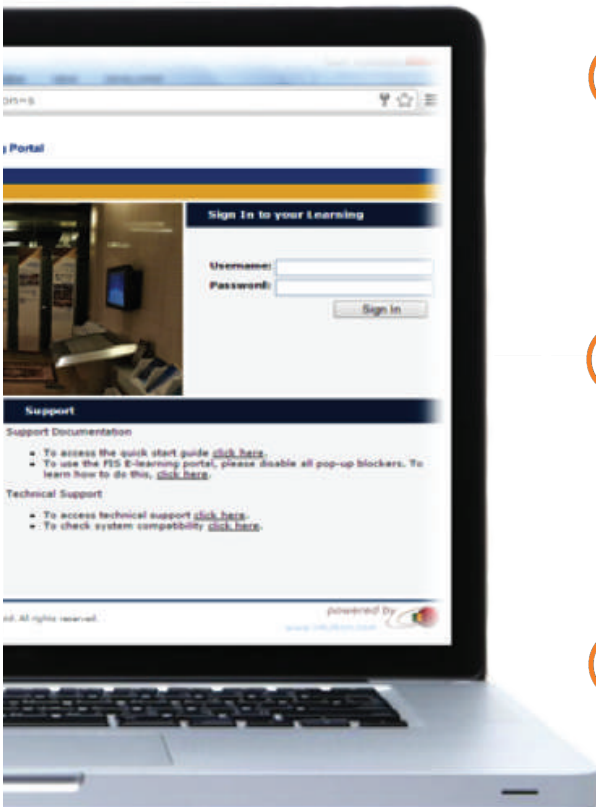 g Portal
Sign In to your Learning
Username:
Password:
Sign In
Support
Support Documentation
To access the quick start guide click here.
To use the FIS E-learning portal, please disable all pop-up blockers. To
learn how to do this, click here.
Technical Support
To access technical support click here.
To check system compatibility click here.
All rights reserved.
powered by